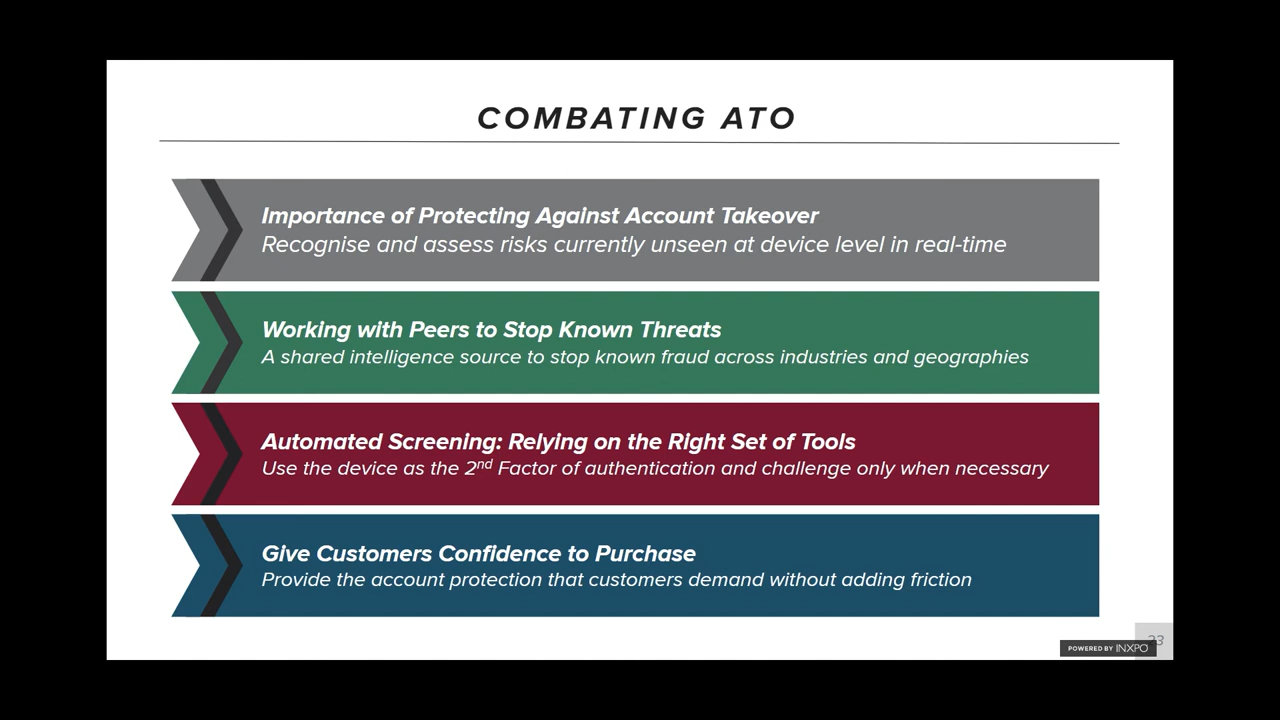 COMBATING ATO
Importance of Protecting Against Account Takeover
Recognise and assess risks currently unseen at device level in real-time
Working with Peers to Stop Known Threats
A shared intelligence source to stop known fraud across industries and geographies
Automated Screening: Relying on the Right Set of Tools
Use the device as the 2nd Factor of authentication and challenge only when necessary
Give Customers Confidence to Purchase
Provide the account protection that customers demand without adding friction
23
POWERED BY INXPO